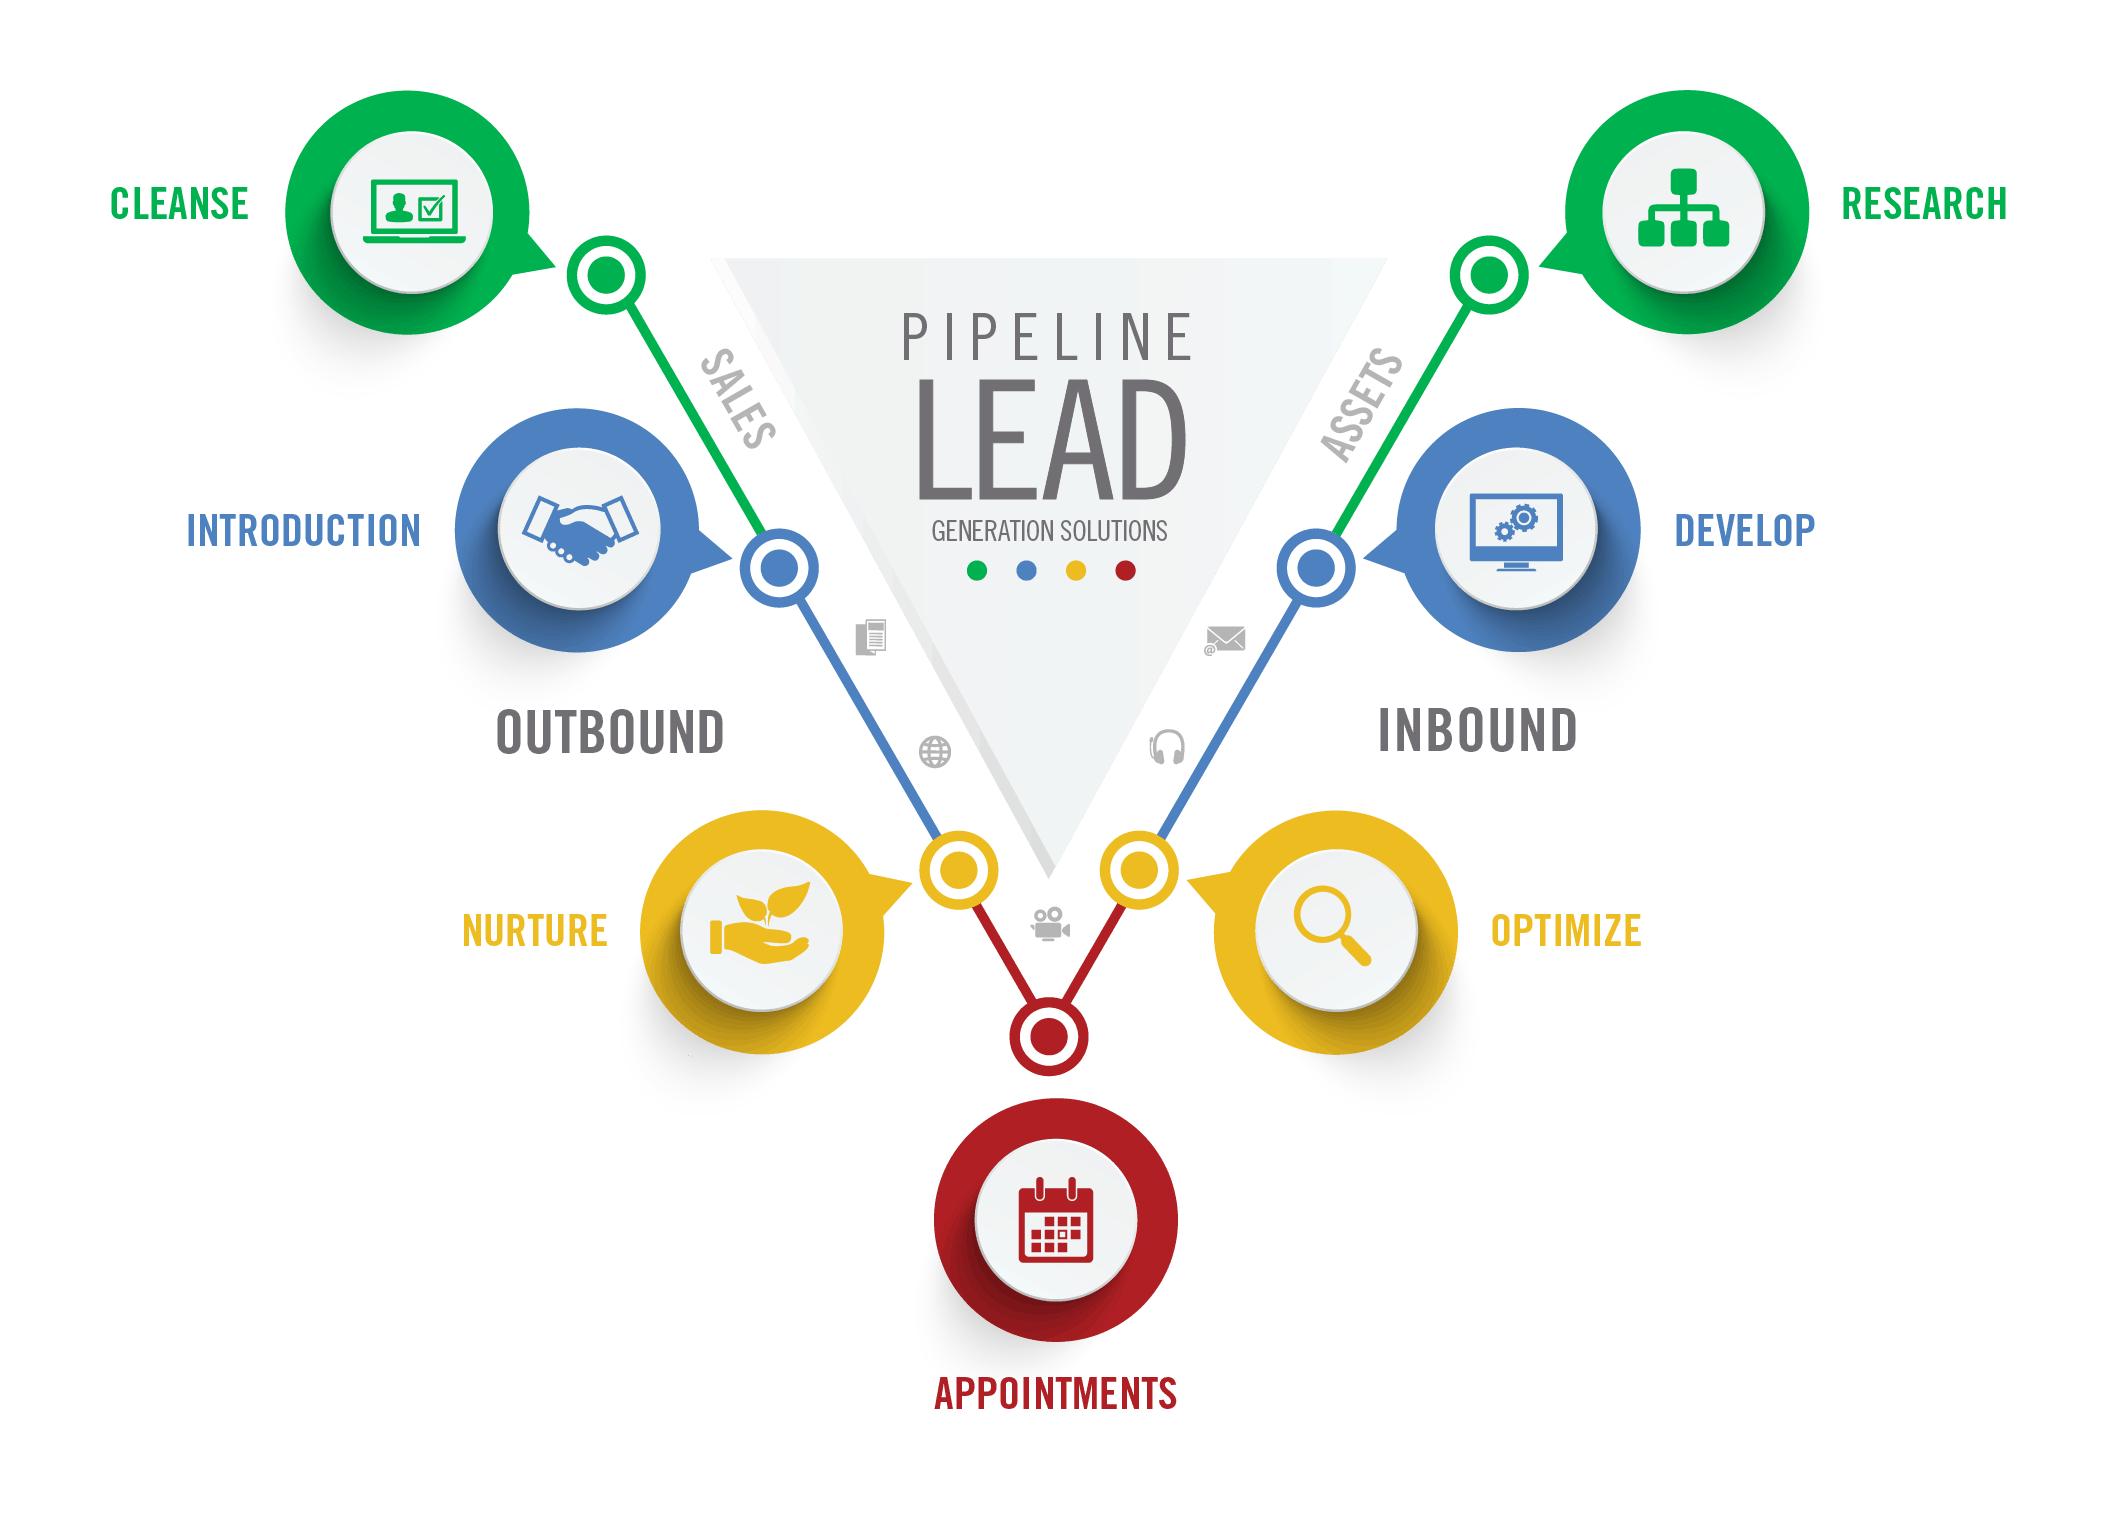 CLEANSE
RESEARCH
PIPELINE
LEAD
GENERATION SOLUTIONS
SALES
ASSETS
INTRODUCTION
DEVELOP
OUTBOUND
INBOUND
@
NURTURE
OPTIMIZE
APPOINTMENTS